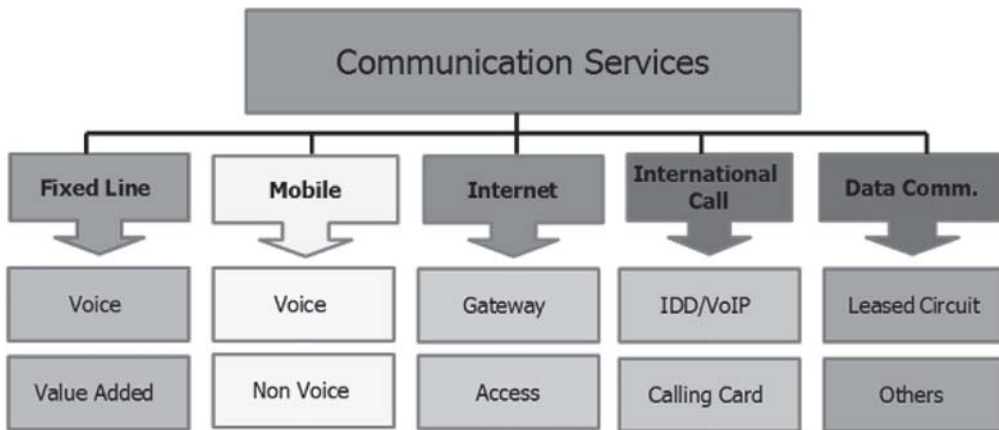 Communication Services
Fixed Line
Mobile
Internet
International
Call
Data Comm.
Voice
Voice
Gateway
IDD/VoIP
Leased Circuit
Value Added
Non Voice
Access
Calling Card
Others